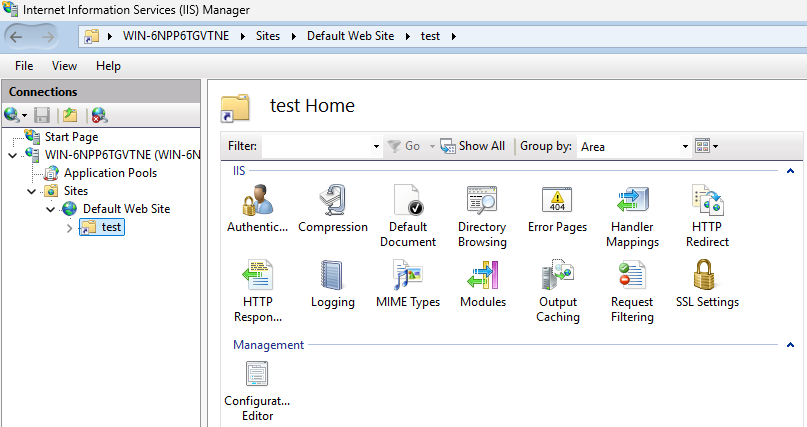 Internet Information Services (IIS) Manager
WIN-6NPP6TGVTNE Sites Default Web Site test
File View Help
Connections
Start Page
WIN-6NPP6TGVTNE (WIN-6N
Application Pools
Sites
Default Web Site
test
test Home
Filter: Go Show All Group by: Area
IIS
Authentic... Compression Default Document Directory Browsing Error Pages Handler Mappings HTTP Redirect
HTTP Respon... Logging MIME Types Modules Output Caching Request Filtering SSL Settings
404
Management
Configurat... Editor